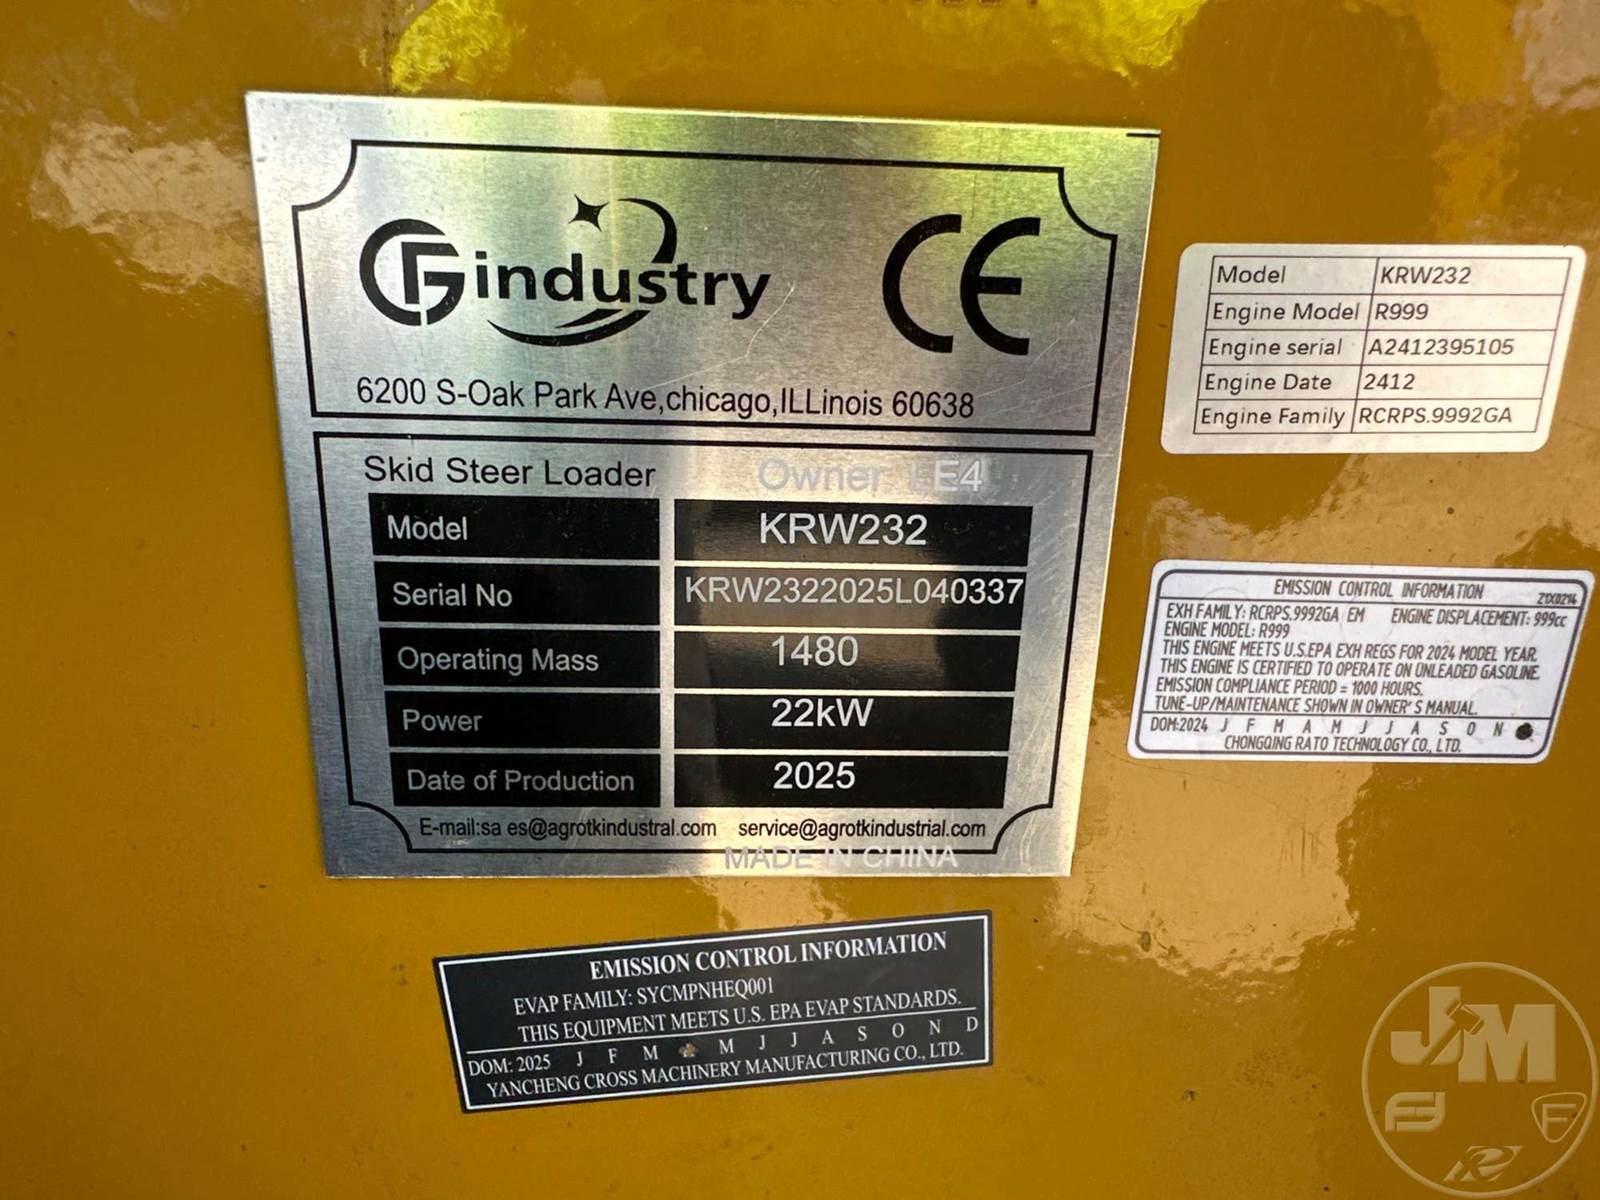 GF industry CE
6200 S-Oak Park Ave,chicago,ILLinois 60638
Skid Steer Loader Owner LE4
Model KRW232
Serial No KRW2322025L040337
Operating Mass 1480
Power 22kW
Date of Production 2025
E-mail:sa es@agrotkindustral.com service@agrotkindustrial.com
MADE IN CHINA
Model KRW232
Engine Model R999
Engine serial A2412395105
Engine Date 2412
Engine Family RCRPS.9992GA
EMISSION CONTROL INFORMATION
EXH FAMILY: RCRPS.9992GA EM ENGINE DISPLACEMENT: 999cc
ENGINE MODEL: R999
THIS ENGINE MEETS U.S.EPA EXH REGS FOR 2024 MODEL YEAR.
THIS ENGINE IS CERTIFIED TO OPERATE ON UNLEADED GASOLINE.
EMISSION COMPLIANCE PERIOD = 1000 HOURS.
TUNE-UP/MAINTENANCE SHOWN IN OWNER'S MANUAL.
DOM:2024 J F M A M J J A S O N
CHONGQING RATO TECHNOLOGY CO., LTD.
EMISSION CONTROL INFORMATION
EVAP FAMILY: SYCMPNHEQ001
THIS EQUIPMENT MEETS U.S. EPA EVAP STANDARDS.
DOM: 2025 J F M M J J A S O N D
YANCHENG CROSS MACHINERY MANUFACTURING CO., LTD.
JM